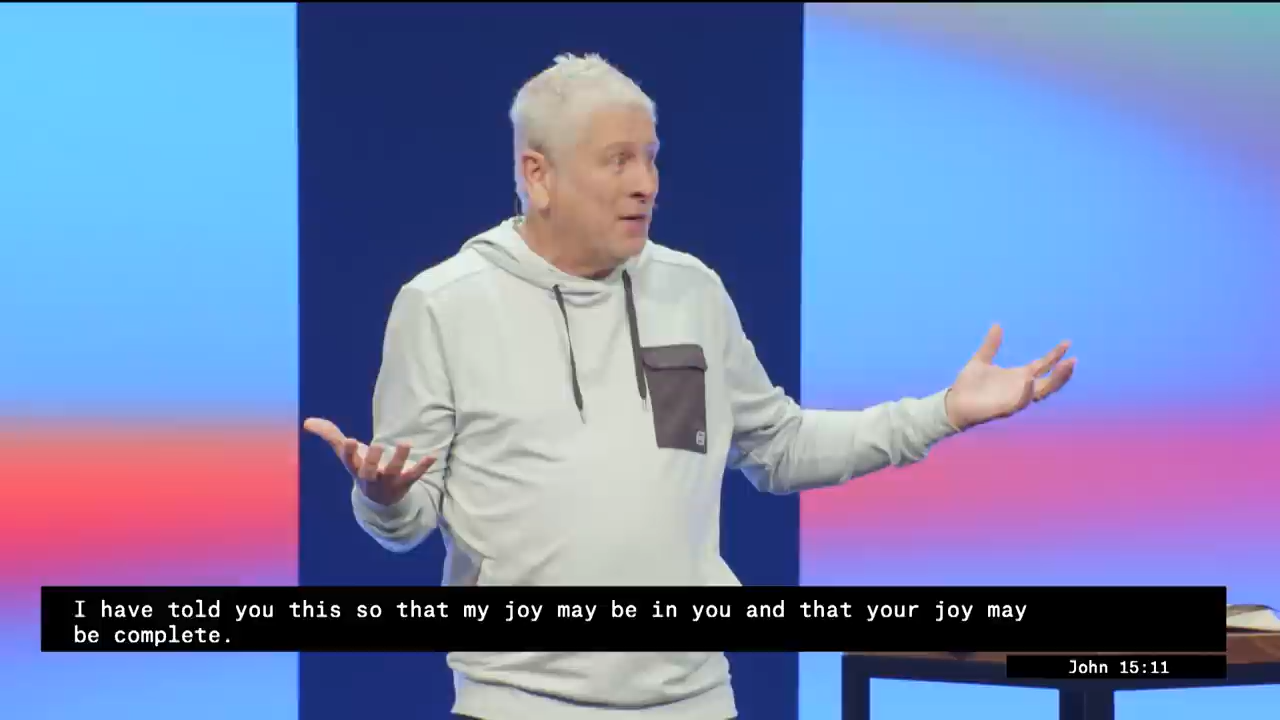 I have told you this so that my joy may be in you and that your joy may
be complete.
John 15:11